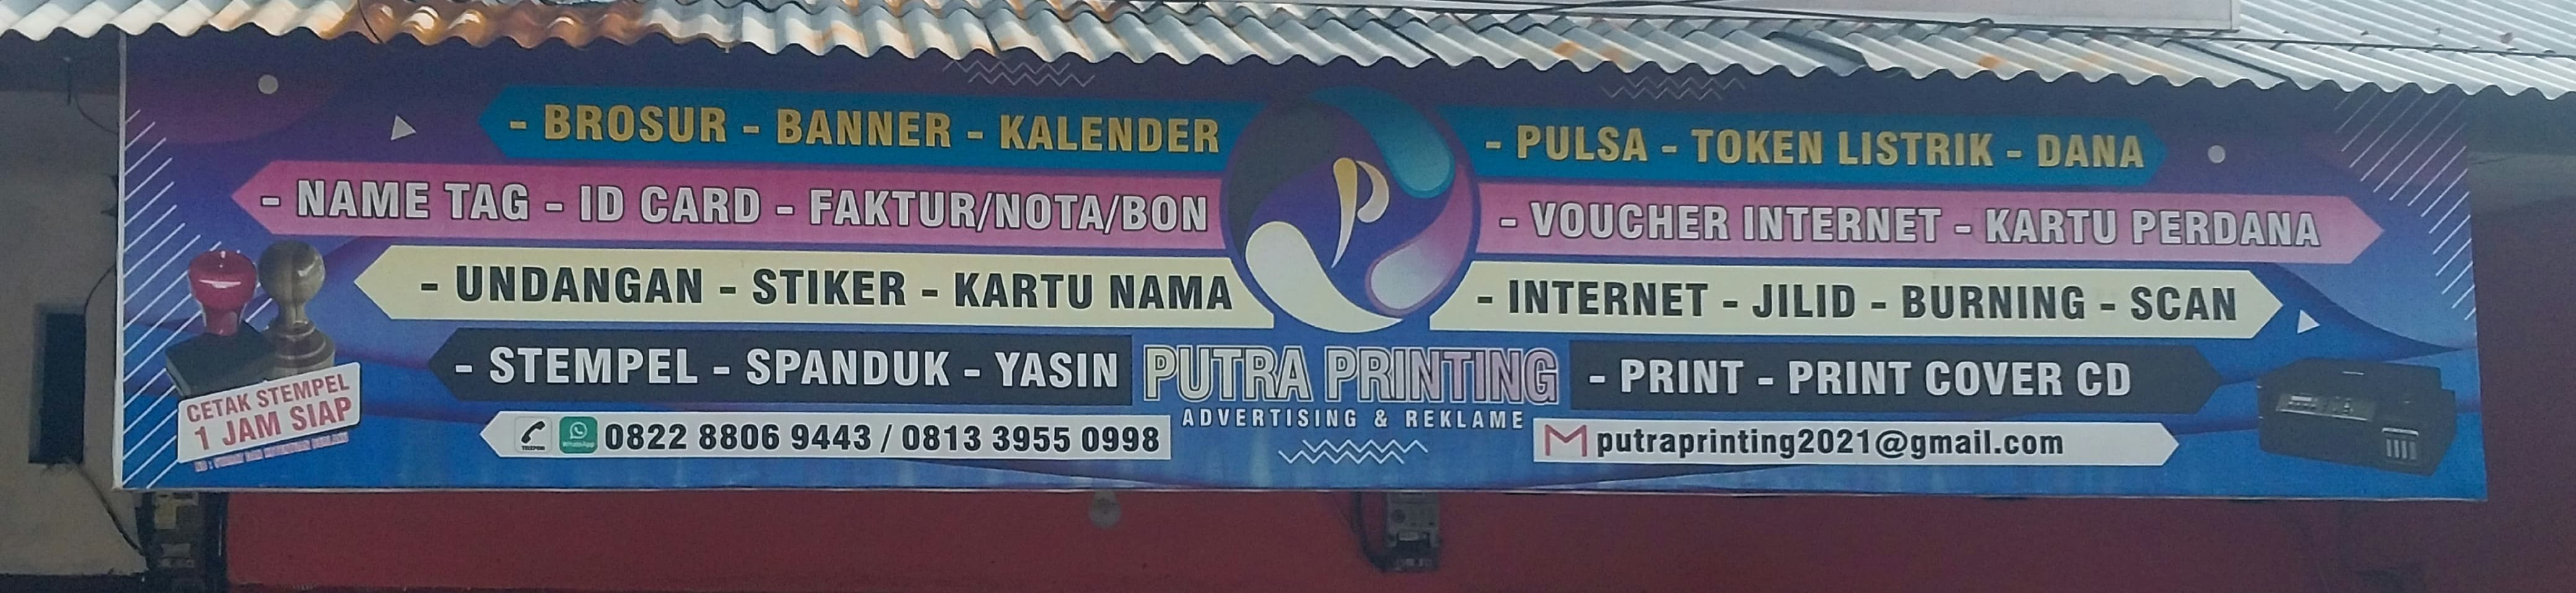 - BROSUR - BANNER - KALENDER
- NAME TAG - ID CARD - FAKTUR/NOTA/BON
- UNDANGAN - STIKER - KARTU NAMA
- STEMPEL - SPANDUK - YASIN
CETAK STEMPEL
1 JAM SIAP
TELEPON
WhatsApp
0822 8806 9443 / 0813 3955 0998
P
PUTRA PRINTING
ADVERTISING & REKLAME
- PULSA - TOKEN LISTRIK - DANA
- VOUCHER INTERNET - KARTU PERDANA
- INTERNET - JILID - BURNING - SCAN
- PRINT - PRINT COVER CD
putraprinting2021@gmail.com